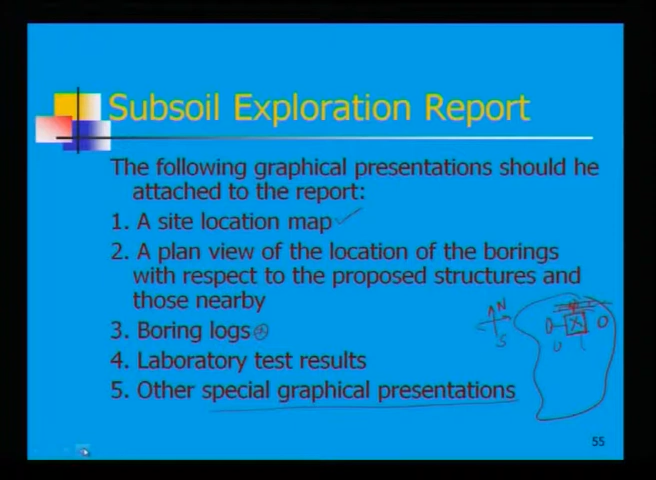 Subsoil Exploration Report
The following graphical presentations should he
attached to the report:
1. A site location map
2. A plan view of the location of the borings
with respect to the proposed structures and
those nearby
3. Boring logs
4. Laboratory test results
5. Other special graphical presentations
N
S
55